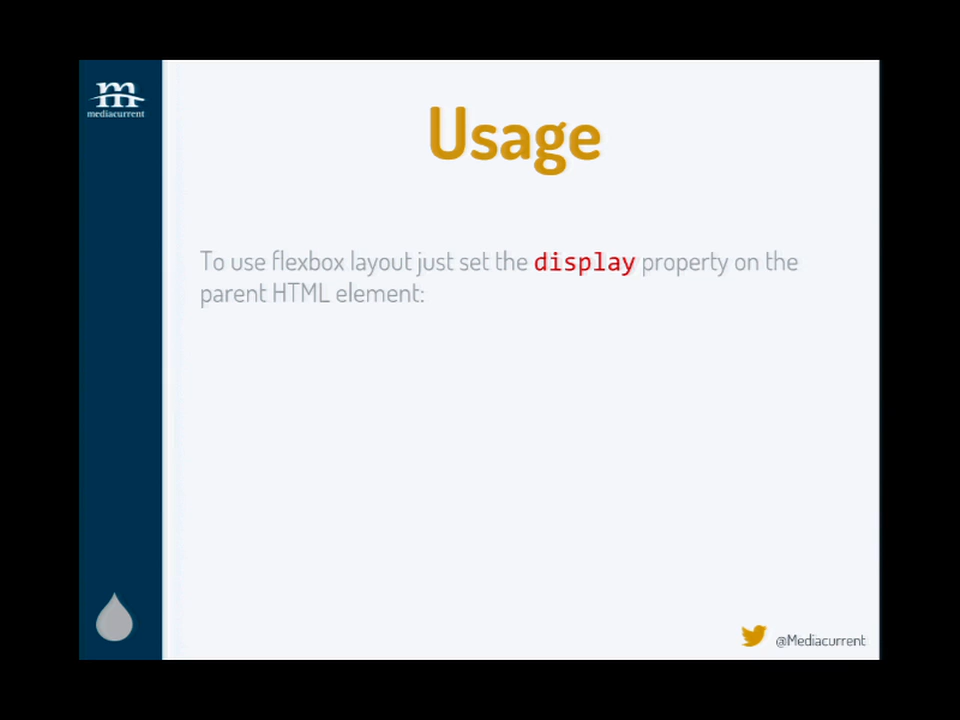 m
mediacurrent
Usage
To use flexbox layout just set the display property on the
parent HTML element:
@Mediacurrent